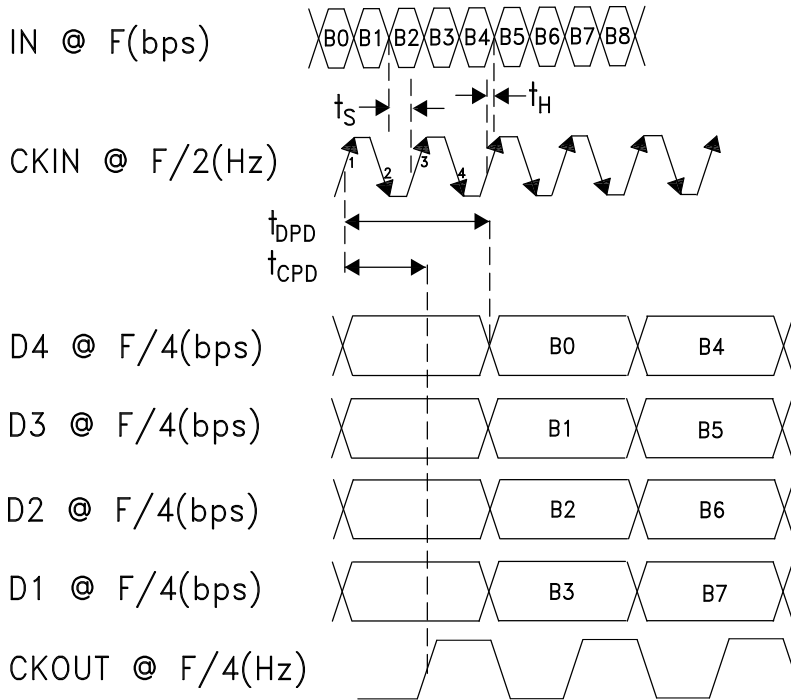 IN @ F(bps) B0 B1 B2 B3 B4 B5 B6 B7 B8
tS tH
CKIN @ F/2(Hz) 1 2 3 4
tDPD
tCPD
D4 @ F/4(bps) B0 B4
D3 @ F/4(bps) B1 B5
D2 @ F/4(bps) B2 B6
D1 @ F/4(bps) B3 B7
CKOUT @ F/4(Hz)